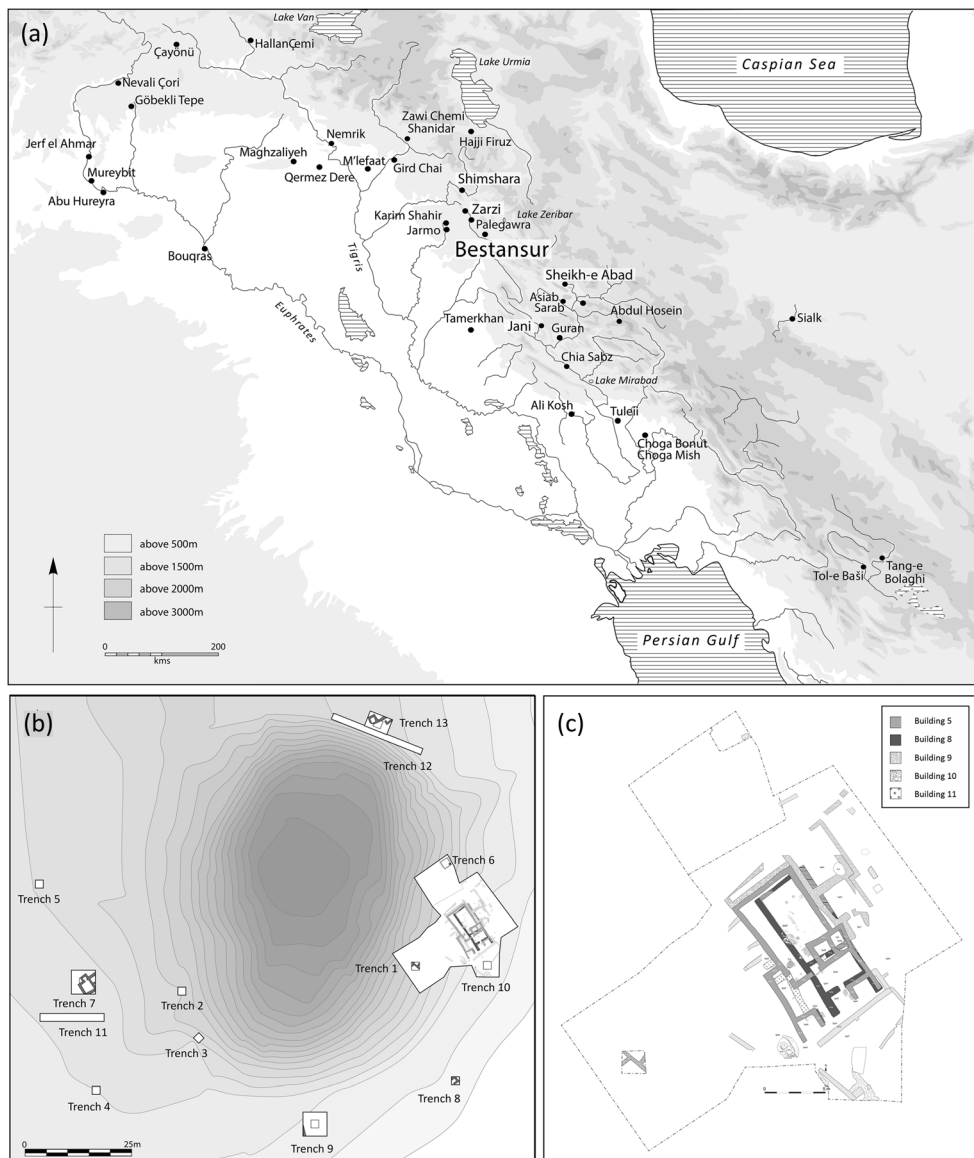 (a)
Lake Van
HallanÇemi
Çayönü
Lake Urmia
Caspian Sea
Nevali Çori
Göbekli Tepe
Zawi Chemi
Shanidar
Nemrik
Hajji Firuz
Jerf el Ahmar
Maghzaliyeh
M'lefaat
Gird Chai
Mureybit
Qermez Dere
Shimshara
Abu Hureyra
Zarzi
Lake Zeribar
Karim Shahir
Palegawra
Jarmo
Bestansur
Bouqras
Tigris
Sheikh-e Abad
Euphrates
Asiab
Sarab
Abdul Hosein
Sialk
Tamerkhan
Jani
Guran
Chia Sabz
Lake Mirabad
Ali Kosh
Tuleii
Choga Bonut
Choga Mish
above 500m
above 1500m
above 2000m
above 3000m
0 200
kms
Tang-e
Bolaghi
Tol-e Baši
Persian Gulf
(b)
Trench 13
Trench 12
Trench 6
Trench 5
Trench 1
Trench 10
Trench 7
Trench 2
Trench 11
Trench 3
Trench 8
Trench 4
Trench 9
0 25m
(c)
Building 5
Building 8
Building 9
Building 10
Building 11
0